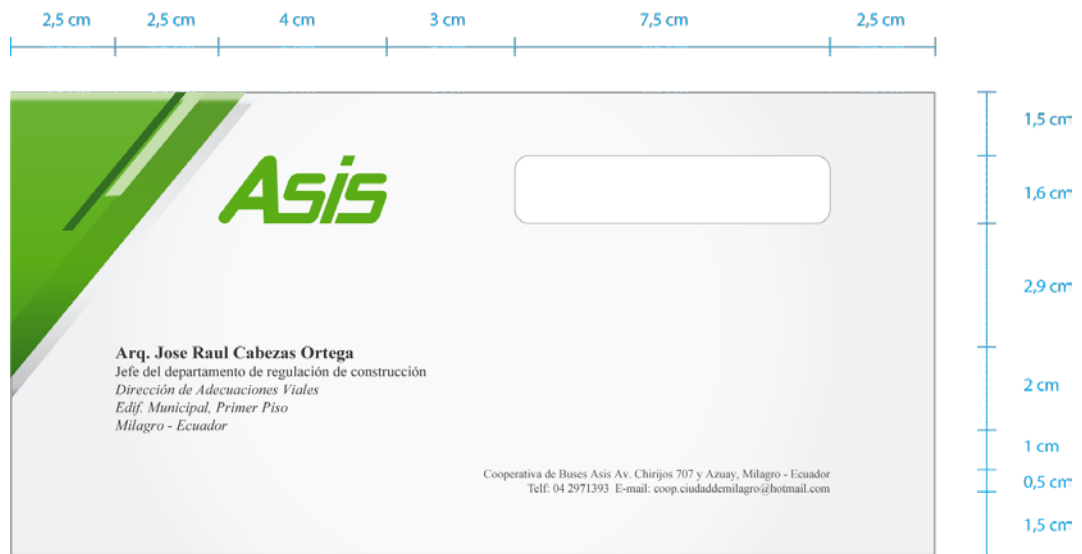 2,5 cm 2,5 cm 4 cm 3 cm 7,5 cm 2,5 cm
1,5 cm
Asis
1,6 cm
2,9 cm
Arq. Jose Raul Cabezas Ortega
Jefe del departamento de regulación de construcción
Dirección de Adecuaciones Viales
2 cm
Edif. Municipal, Primer Piso
Milagro - Ecuador
1 cm
Cooperativa de Buses Asis Av. Chirijos 707 y Azuay, Milagro - Ecuador
0,5 cm
Telf: 04 2971393 E-mail: coop.ciudaddemilagro@hotmail.com
1,5 cm